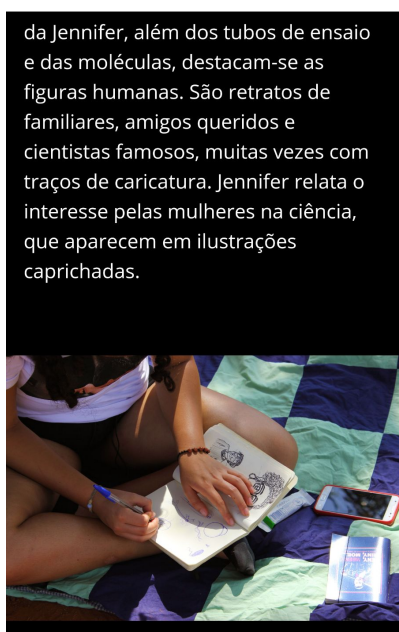 da Jennifer, além dos tubos de ensaio
e das moléculas, destacam-se as
figuras humanas. São retratos de
familiares, amigos queridos e
cientistas famosos, muitas vezes com
traços de caricatura. Jennifer relata o
interesse pelas mulheres na ciência,
que aparecem em ilustrações
caprichadas.